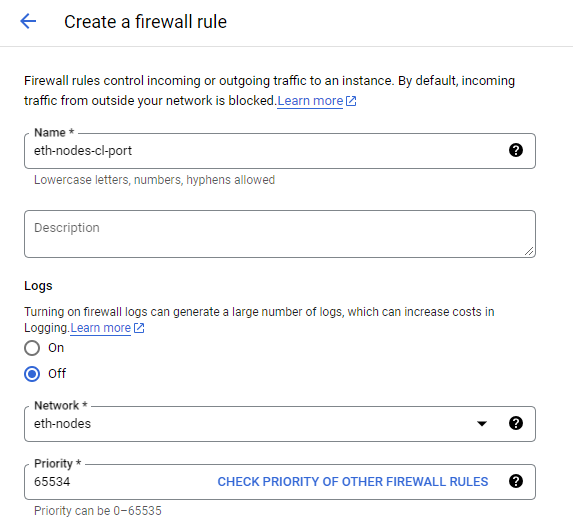 Create a firewall rule
Firewall rules control incoming or outgoing traffic to an instance. By default, incoming
traffic from outside your network is blocked.Learn more
Name *
eth-nodes-cl-port
Lowercase letters, numbers, hyphens allowed
Description
Logs
Turning on firewall logs can generate a large number of logs, which can increase costs in
Logging.Learn more
On
Off
Network *
eth-nodes
Priority *
65534 CHECK PRIORITY OF OTHER FIREWALL RULES
Priority can be 0–65535